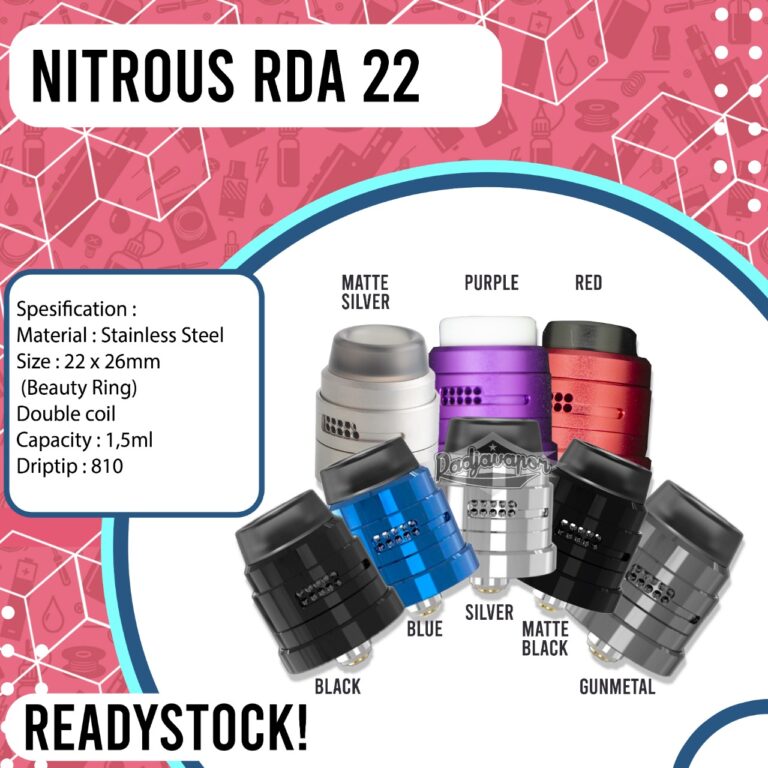 NITROUS RDA 22
MATTE
SILVER
PURPLE
RED
Spesification :
Material : Stainless Steel
Size : 22 x 26mm
(Beauty Ring)
Double coil
Capacity : 1,5ml
Driptip : 810
Radjavapor
SILVER
BLUE
MATTE
BLACK
BLACK
GUNMETAL
READYSTOCK!